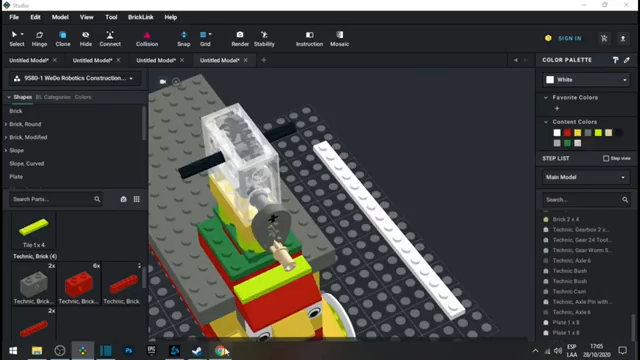 Studio
File Edit Model View Tool BrickLink Help
Select Hinge Clone Hide Connect Collision Snap Grid Render Stability Instruction Mosaic SIGN IN
Untitled Model* Untitled Model* Untitled Model* Untitled Model*
COLOR PALETTE
9580-1 WeDo Robotics Construction...
White
Shapes BL Categories Colors
Favorite Colors
Brick
Content Colors
Brick, Round
Brick, Modified
Slope
STEP LIST
Step view
Slope, Curved
Plate
Main Model
Search Parts...
Search...
Brick 2 x 4
Technic, Gearbox 2 x...
Technic, Gear 24 Toot...
Technic, Gear Worm S...
Technic, Axle 6
Technic Bush
Technic Bush
Technic Cam
Technic, Axle Pin with...
Plate 1 x 8
Plate 1 x 8
Tile 1 x 4
Technic, Brick (4)
2x 6x 2
Technic, Brick... Technic, Brick... Technic, Brick...
2x
ESP
LAA
17:05
28/10/2020